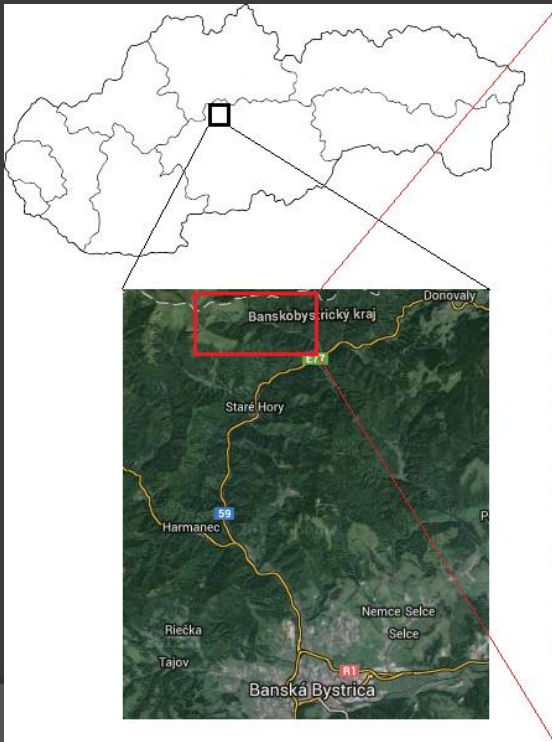 Donovaly
Banskobystrický kraj
E77
Staré Hory
59
Harmanec
Nemce Selce
Riečka
Selce
Tajov
R1
Banská Bystrica